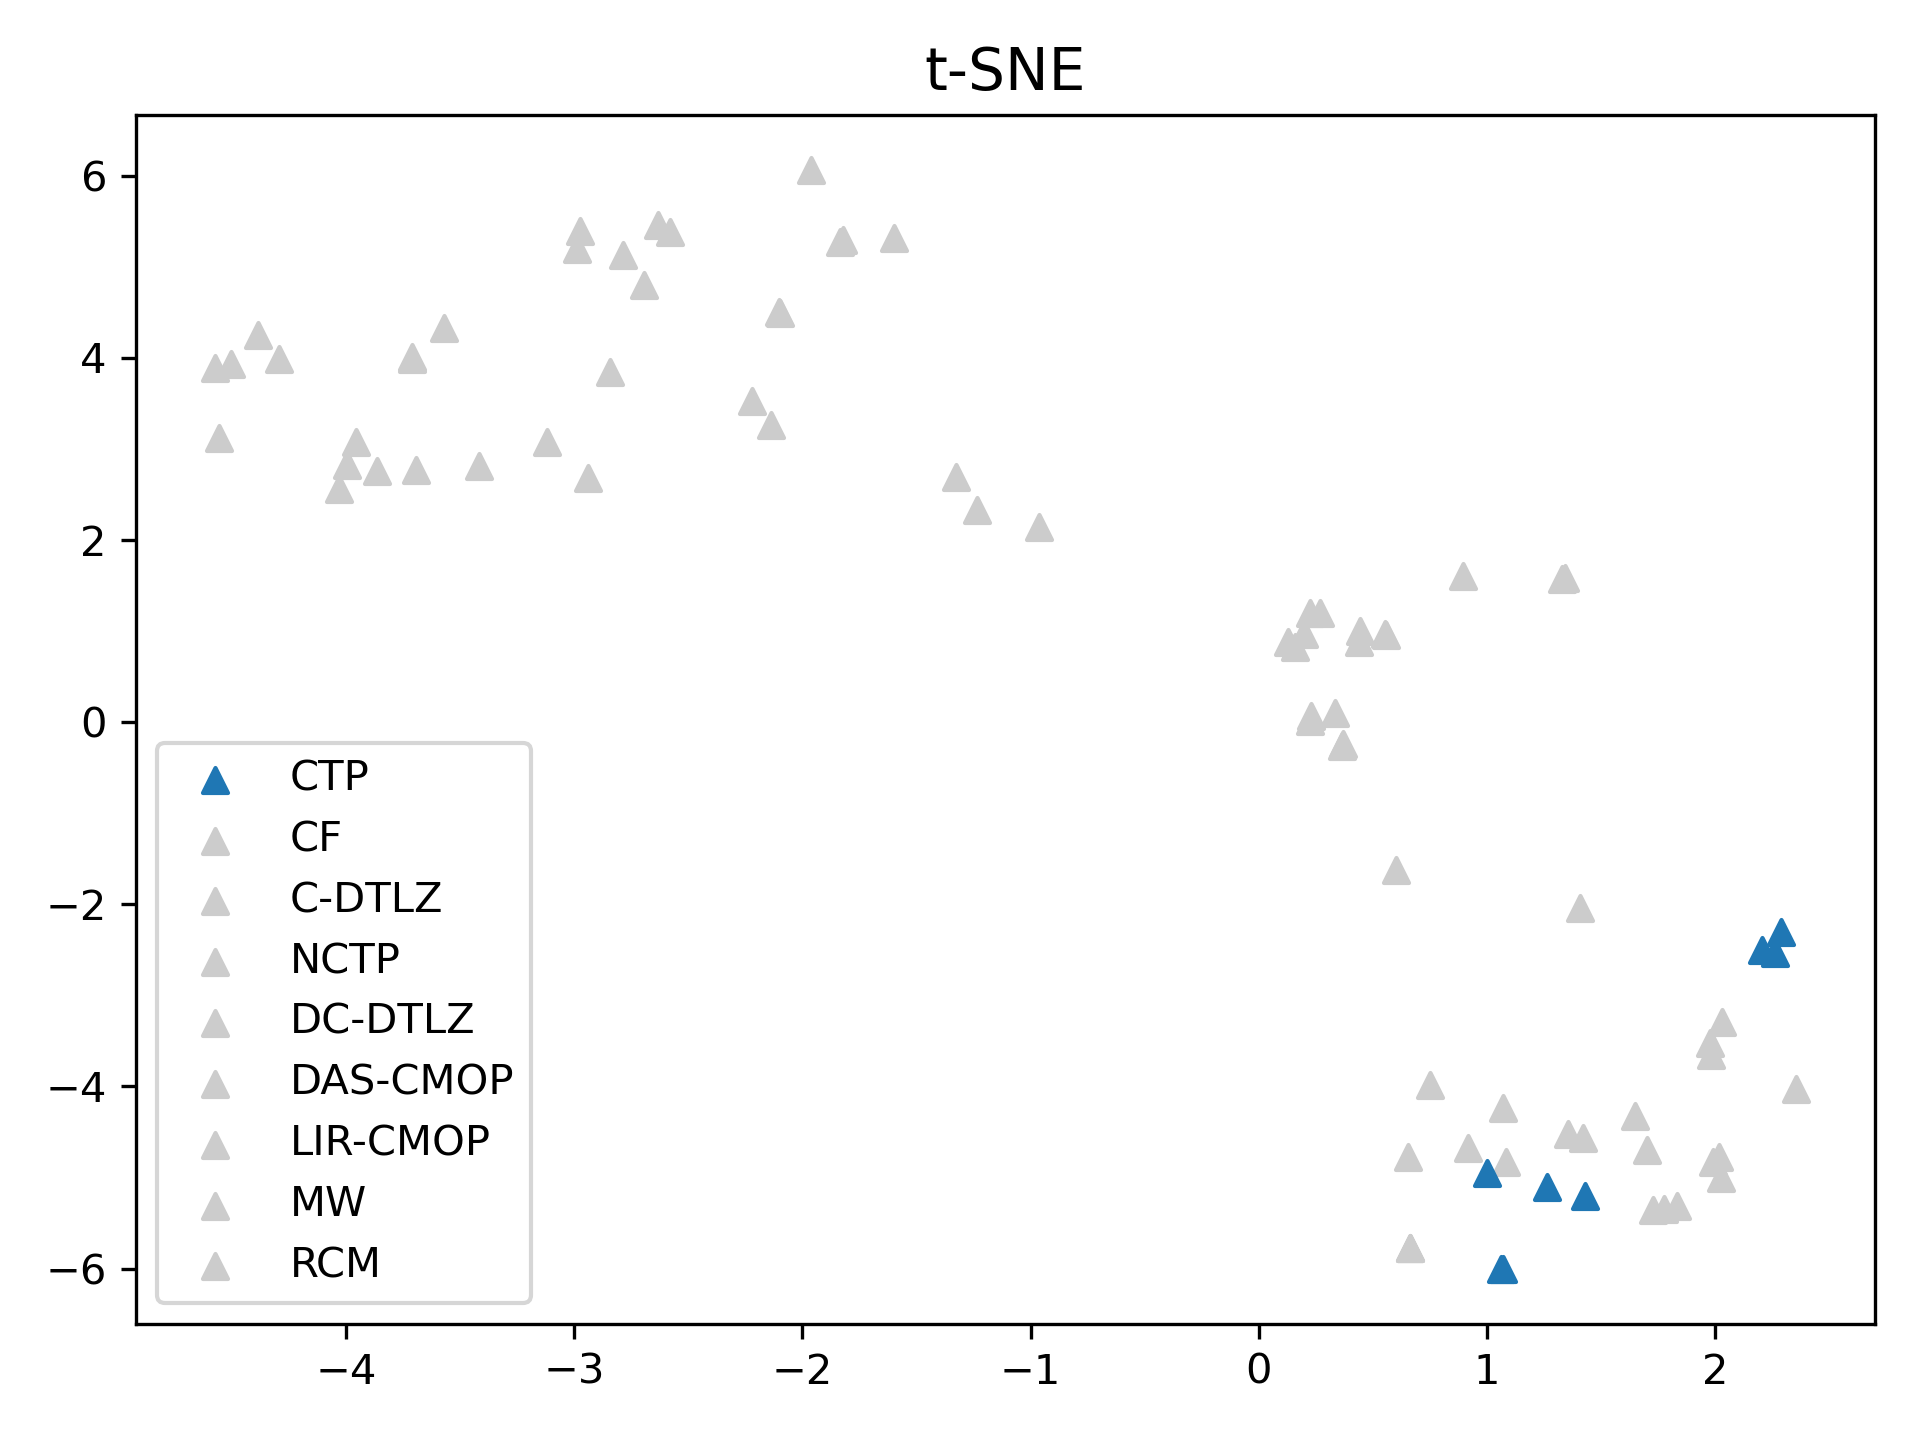 t-SNE
6
4
2
0
−2
−4
−6
CTP
CF
C-DTLZ
NCTP
DC-DTLZ
DAS-CMOP
LIR-CMOP
MW
RCM
−4 −3 −2 −1 0 1 2